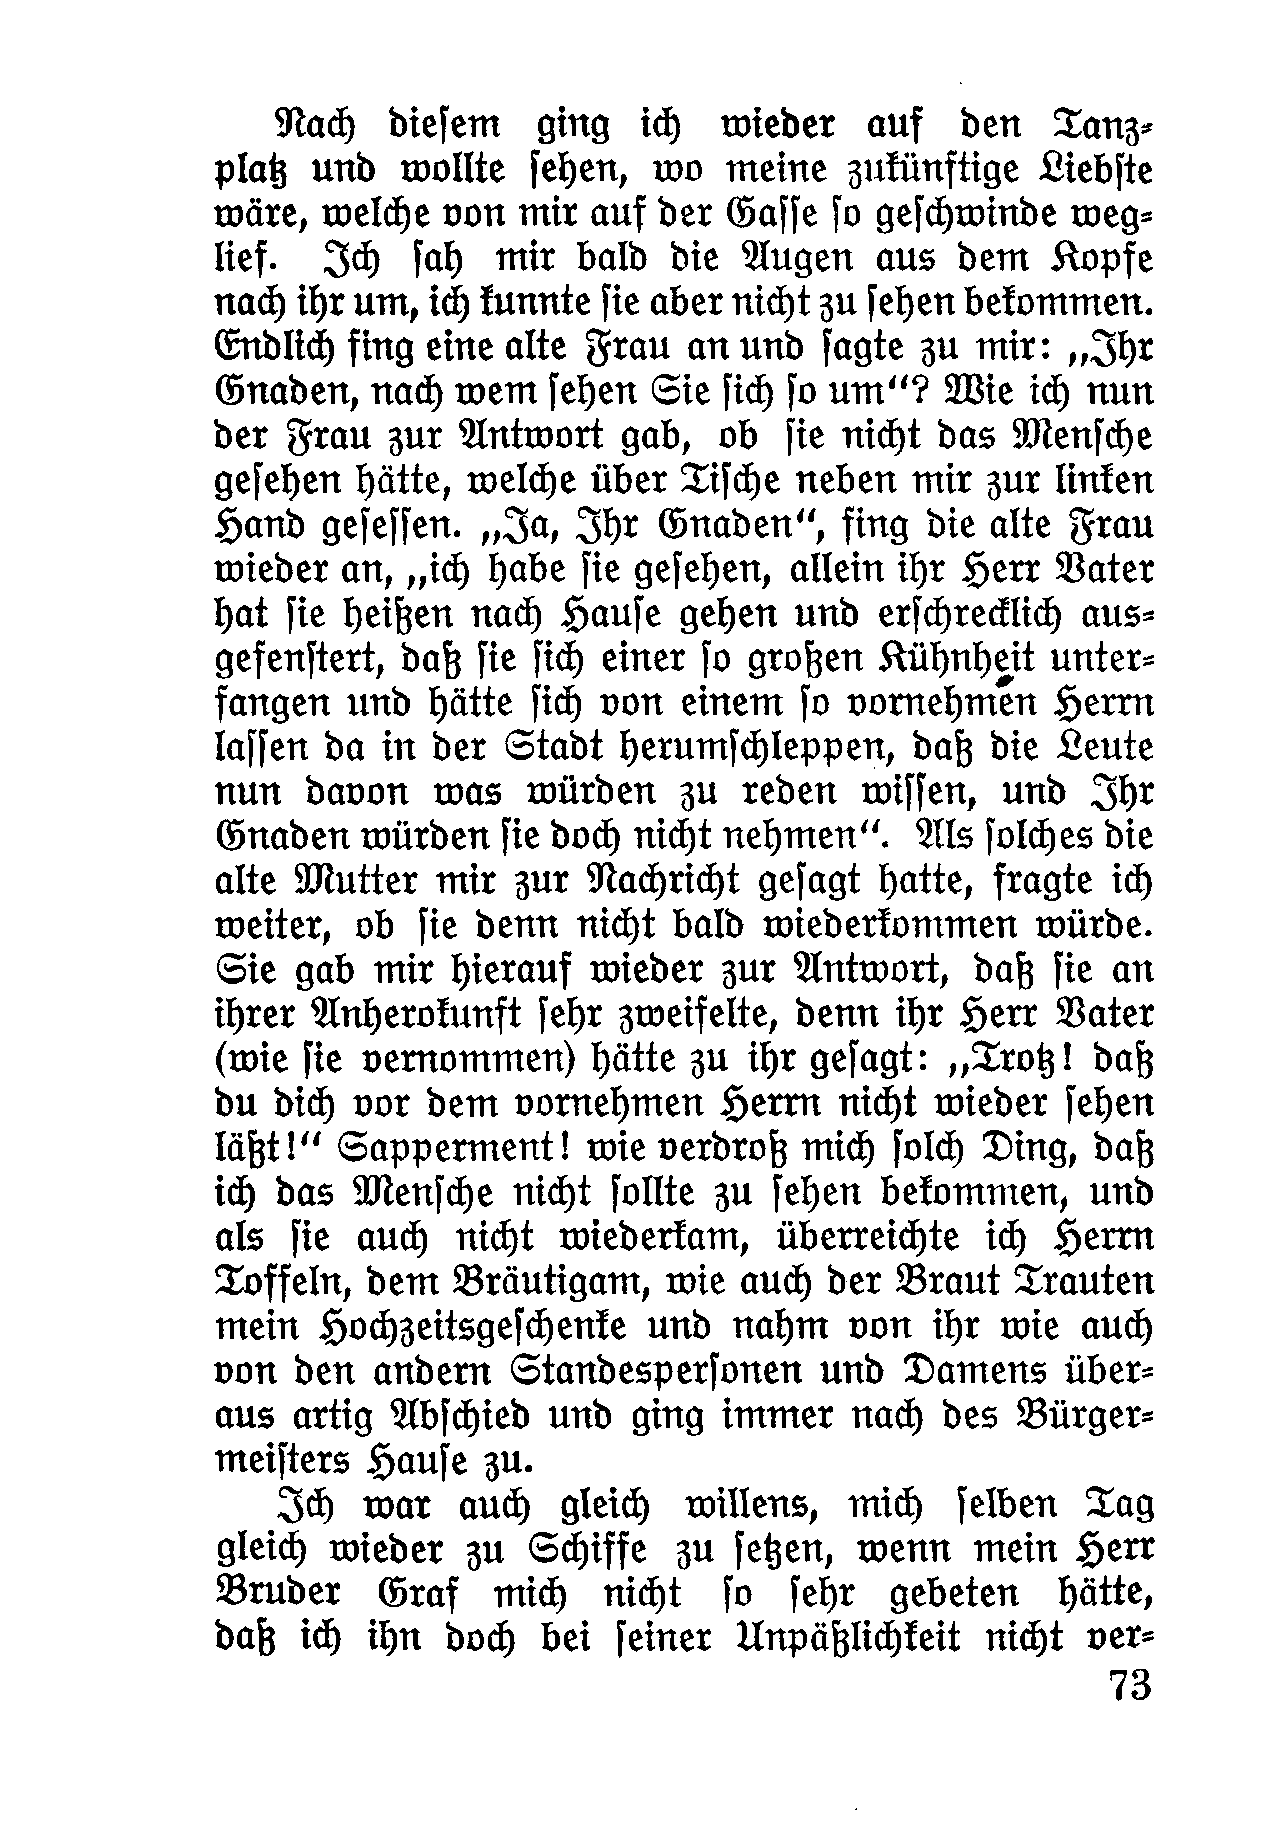 Nach dieſem ging ich wieder auf den Tanz⸗
platz und wollte ſehen, wo meine zukünftige Liebſte
wäre, welche von mir auf der Gaſſe ſo geſchwinde weg⸗
lief. Ich ſah mir bald die Augen aus dem Kopfe
nach ihr um, ich kunnte ſie aber nicht zu ſehen bekommen.
Endlich fing eine alte Frau an und ſagte zu mir: „Ihr
Gnaden, nach wem ſehen Sie ſich ſo um“? Wie ich nun
der Frau zur Antwort gab, ob ſie nicht das Menſche
geſehen hätte, welche über Tiſche neben mir zur linken
Hand geſeſſen. „Ja, Ihr Gnaden“, fing die alte Frau
wieder an, „ich habe ſie geſehen, allein ihr Herr Vater
hat ſie heißen nach Hauſe gehen und erſchrecklich aus⸗
gefenſtert, daß ſie ſich einer ſo großen Kühnheit unter⸗
fangen und hätte ſich von einem ſo vornehmen Herrn
laſſen da in der Stadt herumſchleppen, daß die Leute
nun davon was würden zu reden wiſſen, und Ihr
Gnaden würden ſie doch nicht nehmen“. Als ſolches die
alte Mutter mir zur Nachricht geſagt hatte, fragte ich
weiter, ob ſie denn nicht bald wiederkommen würde.
Sie gab mir hierauf wieder zur Antwort, daß ſie an
ihrer Anherokunft ſehr zweifelte, denn ihr Herr Vater
(wie ſie vernommen) hätte zu ihr geſagt: „Trotz! daß
du dich vor dem vornehmen Herrn nicht wieder ſehen
läßt!“ Sapperment! wie verdroß mich ſolch Ding, daß
ich das Menſche nicht ſollte zu ſehen bekommen, und
als ſie auch nicht wiederkam, überreichte ich Herrn
Toffeln, dem Bräutigam, wie auch der Braut Trauten
mein Hochzeitsgeſchenke und nahm von ihr wie auch
von den andern Standesperſonen und Damens über⸗
aus artig Abſchied und ging immer nach des Bürger⸗
meiſters Hauſe zu.
Ich war auch gleich willens, mich ſelben Tag
gleich wieder zu Schiffe zu ſetzen, wenn mein Herr
Bruder Graf mich nicht ſo ſehr gebeten hätte,
daß ich ihn doch bei ſeiner Unpäßlichkeit nicht ver⸗
73